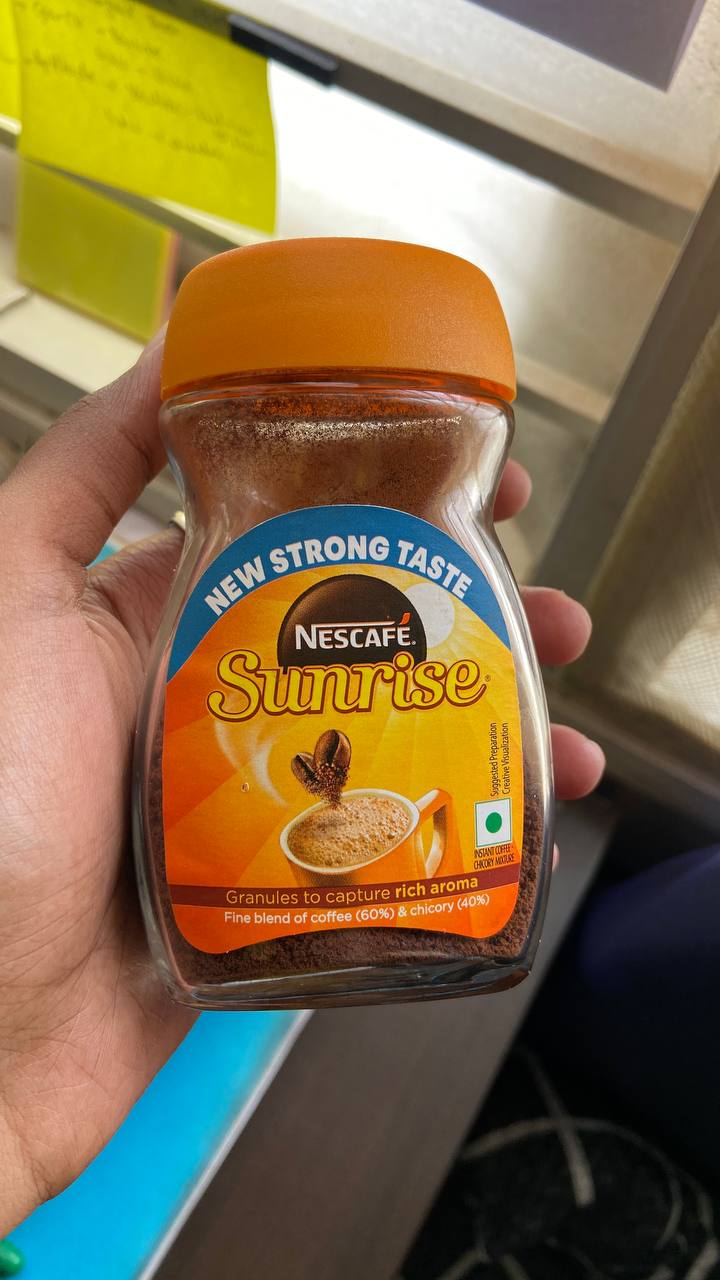 NEW STRONG TASTE
NESCAFÉ®
Sunrise®
Suggested Preparation
Creative Visualization
INSTANT COFFEE -
CHICORY MIXTURE
Granules to capture rich aroma
Fine blend of coffee (60%) & chicory (40%)